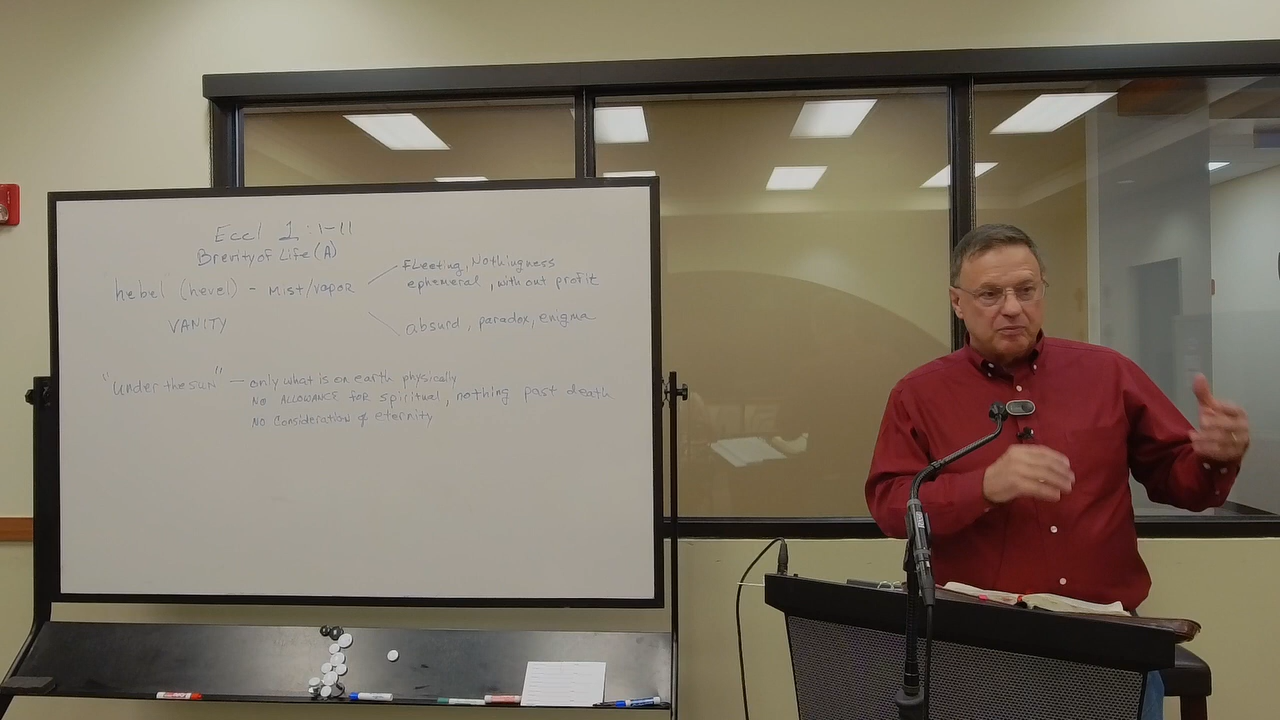 Eccl 1:1-11
Brevity of Life (A)
hebel (hevel) - Mist/vapor
Fleeting, Nothingness
ephemeral, without profit
VANITY
absurd, paradox, enigma
"under the sun" - only what is on earth physically
No ALLOWANCE for spiritual, nothing past death
No Consideration of eternity